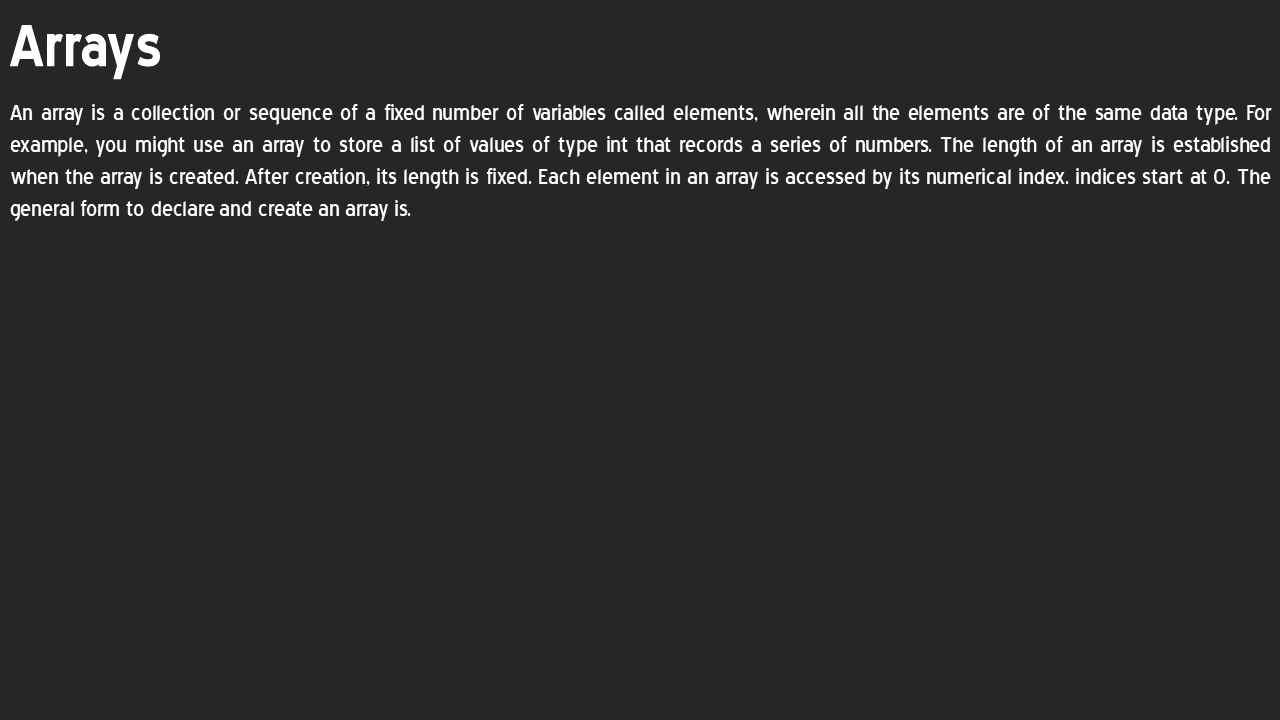 Arrays
An array is a collection or sequence of a fixed number of variables called elements, wherein all the elements are of the same data type. For
example, you might use an array to store a list of values of type int that records a series of numbers. The length of an array is established
when the array is created. After creation, its length is fixed. Each element in an array is accessed by its numerical index. indices start at 0. The
general form to declare and create an array is.